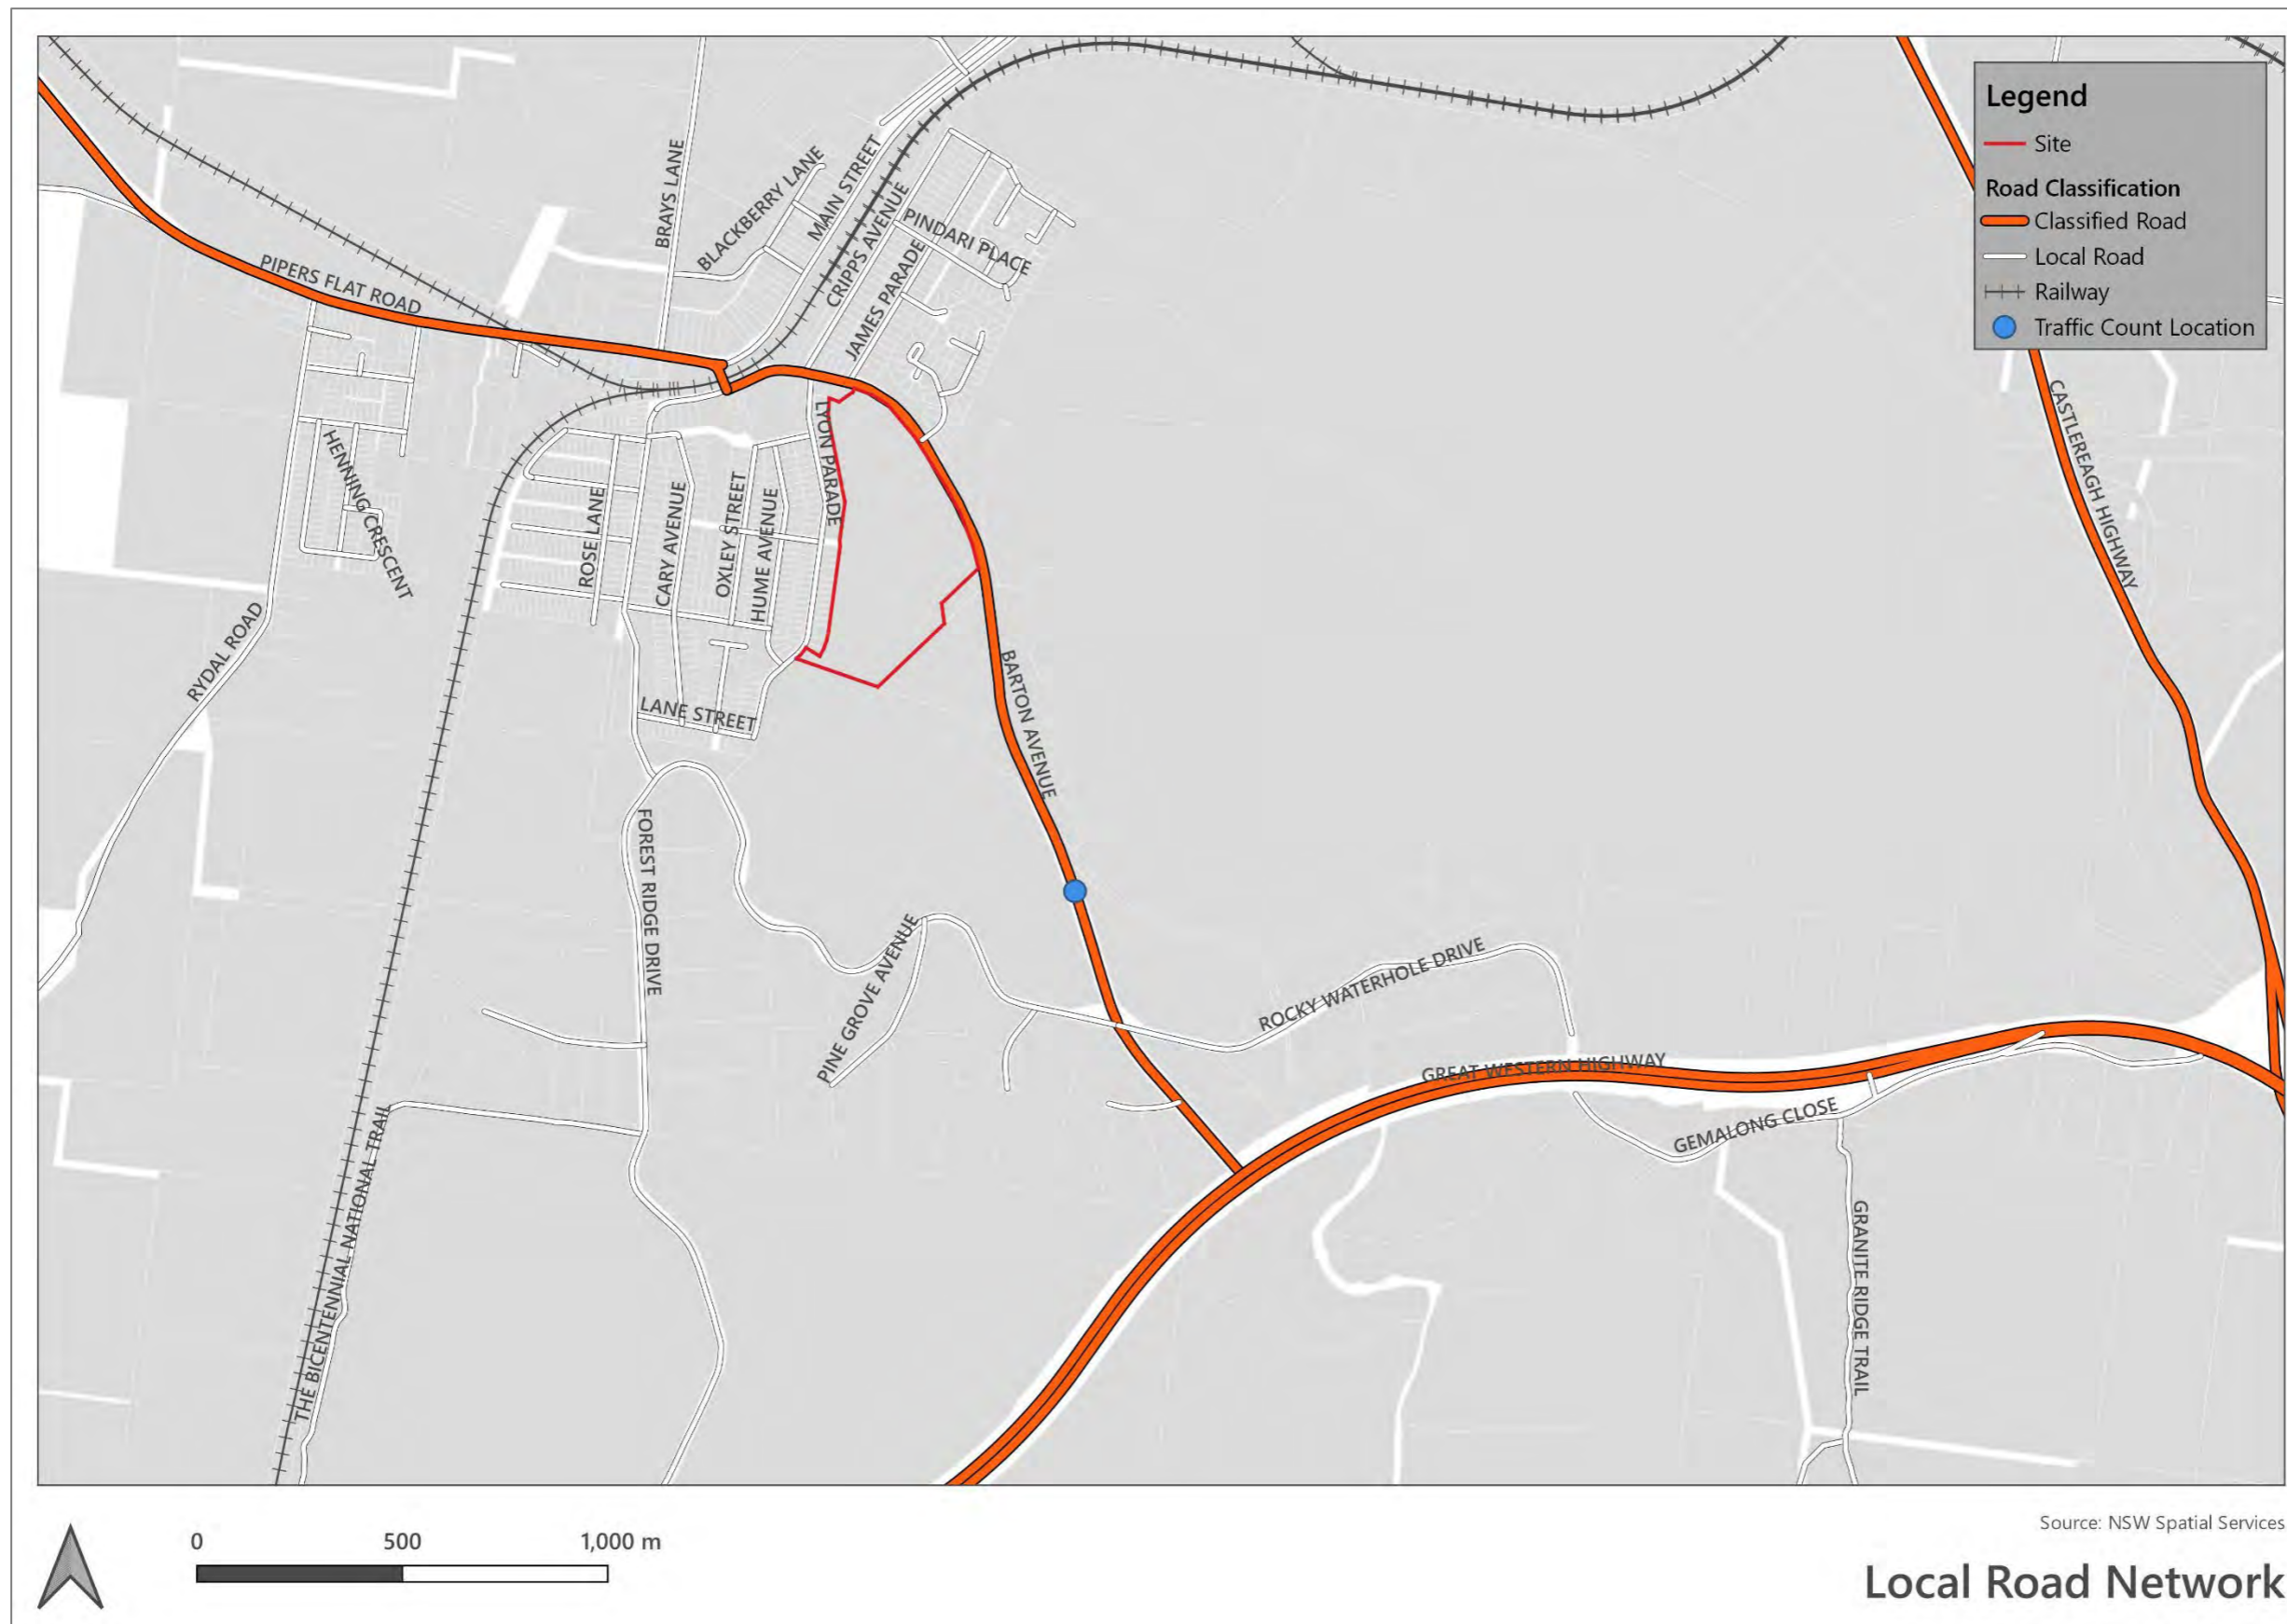 Legend
Site
Road Classification
Classified Road
Local Road
Railway
Traffic Count Location
BRAYS LANE
BLACKBERRY LANE
MAIN STREET
CRIPPS AVENUE
PINDARI PLACE
JAMES PARADE
PIPERS FLAT ROAD
CASTLEREAGH HIGHWAY
LYON PARADE
HENNING CRESCENT
ROSE LANE
CARY AVENUE
OXLEY STREET
HUME AVENUE
RYDAL ROAD
BARTON AVENUE
LANE STREET
FOREST RIDGE DRIVE
PINE GROVE AVENUE
ROCKY WATERHOLE DRIVE
GREAT WESTERN HIGHWAY
GEMALONG CLOSE
THE BICENTENNIAL NATIONAL TRAIL
GRANITE RIDGE TRAIL
0 500 1,000 m
Source: NSW Spatial Services
Local Road Network